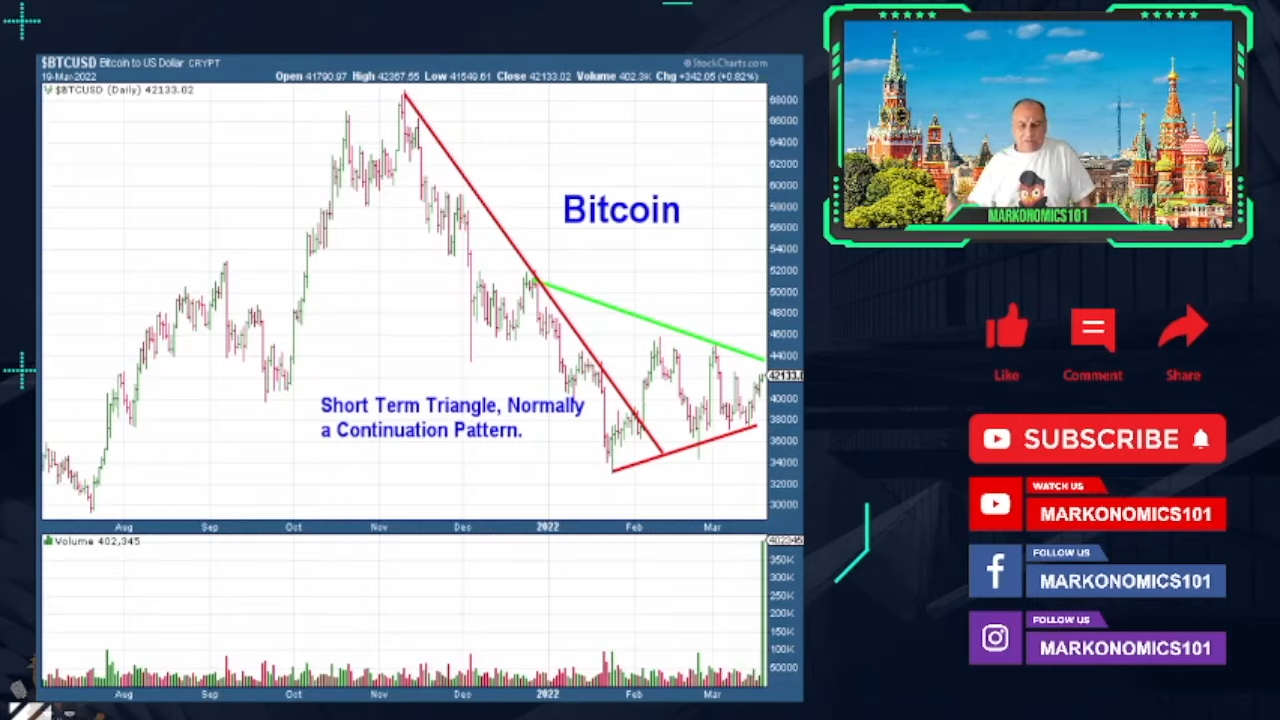 $BTCUSD Bitcoin to US Dollar CRYPT
© StockCharts.com
19-Mar-2022
Open 41790.97 High 42367.55 Low 41549.61 Close 42133.02 Volume 402.3K Chg +342.05 (+0.82%)
$BTCUSD (Daily) 42133.02
68000
66000
64000
62000
60000
58000
56000
54000
52000
50000
48000
46000
44000
42133.0
40000
38000
36000
34000
32000
30000
Bitcoin
Short Term Triangle, Normally
a Continuation Pattern.
Aug Sep Oct Nov Dec 2022 Feb Mar
Volume 402,345
402345
350K
300K
250K
200K
150K
100K
50000
Aug Sep Oct Nov Dec 2022 Feb Mar
MARKONOMICS101
Like Comment Share
SUBSCRIBE
WATCH US
MARKONOMICS101
FOLLOW US
MARKONOMICS101
FOLLOW US
MARKONOMICS101